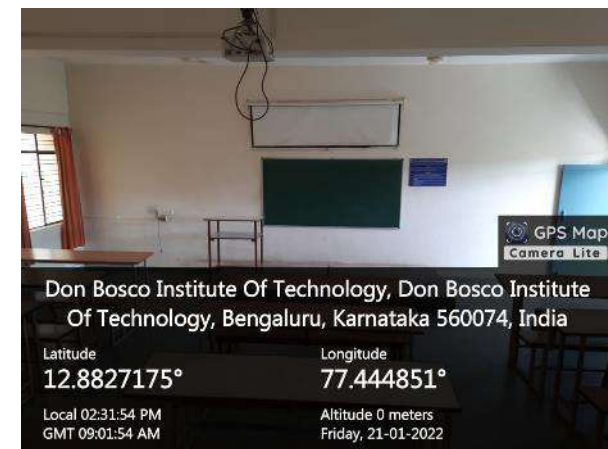 GPS Map
Camera Lite
Don Bosco Institute Of Technology, Don Bosco Institute
Of Technology, Bengaluru, Karnataka 560074, India
Latitude
12.8827175°
Longitude
77.444851°
Local 02:31:54 PM
GMT 09:01:54 AM
Altitude 0 meters
Friday, 21-01-2022